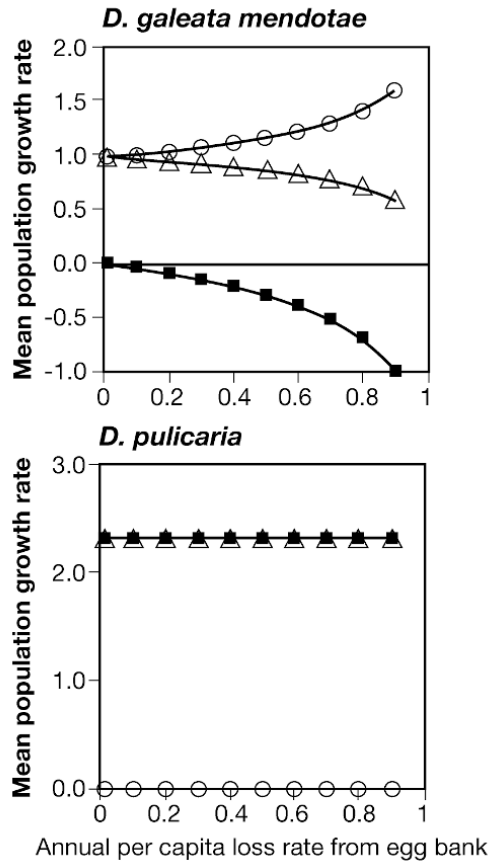 D. galeata mendotae
2.0
1.5
1.0
0.5
0.0
-0.5
-1.0
Mean population growth rate
0 0.2 0.4 0.6 0.8 1
D. pulicaria
3.0
2.0
1.0
0.0
Mean population growth rate
0 0.2 0.4 0.6 0.8 1
Annual per capita loss rate from egg bank